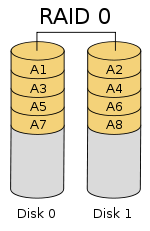 RAID 0
A1 A2
A3 A4
A5 A6
A7 A8
Disk 0 Disk 1